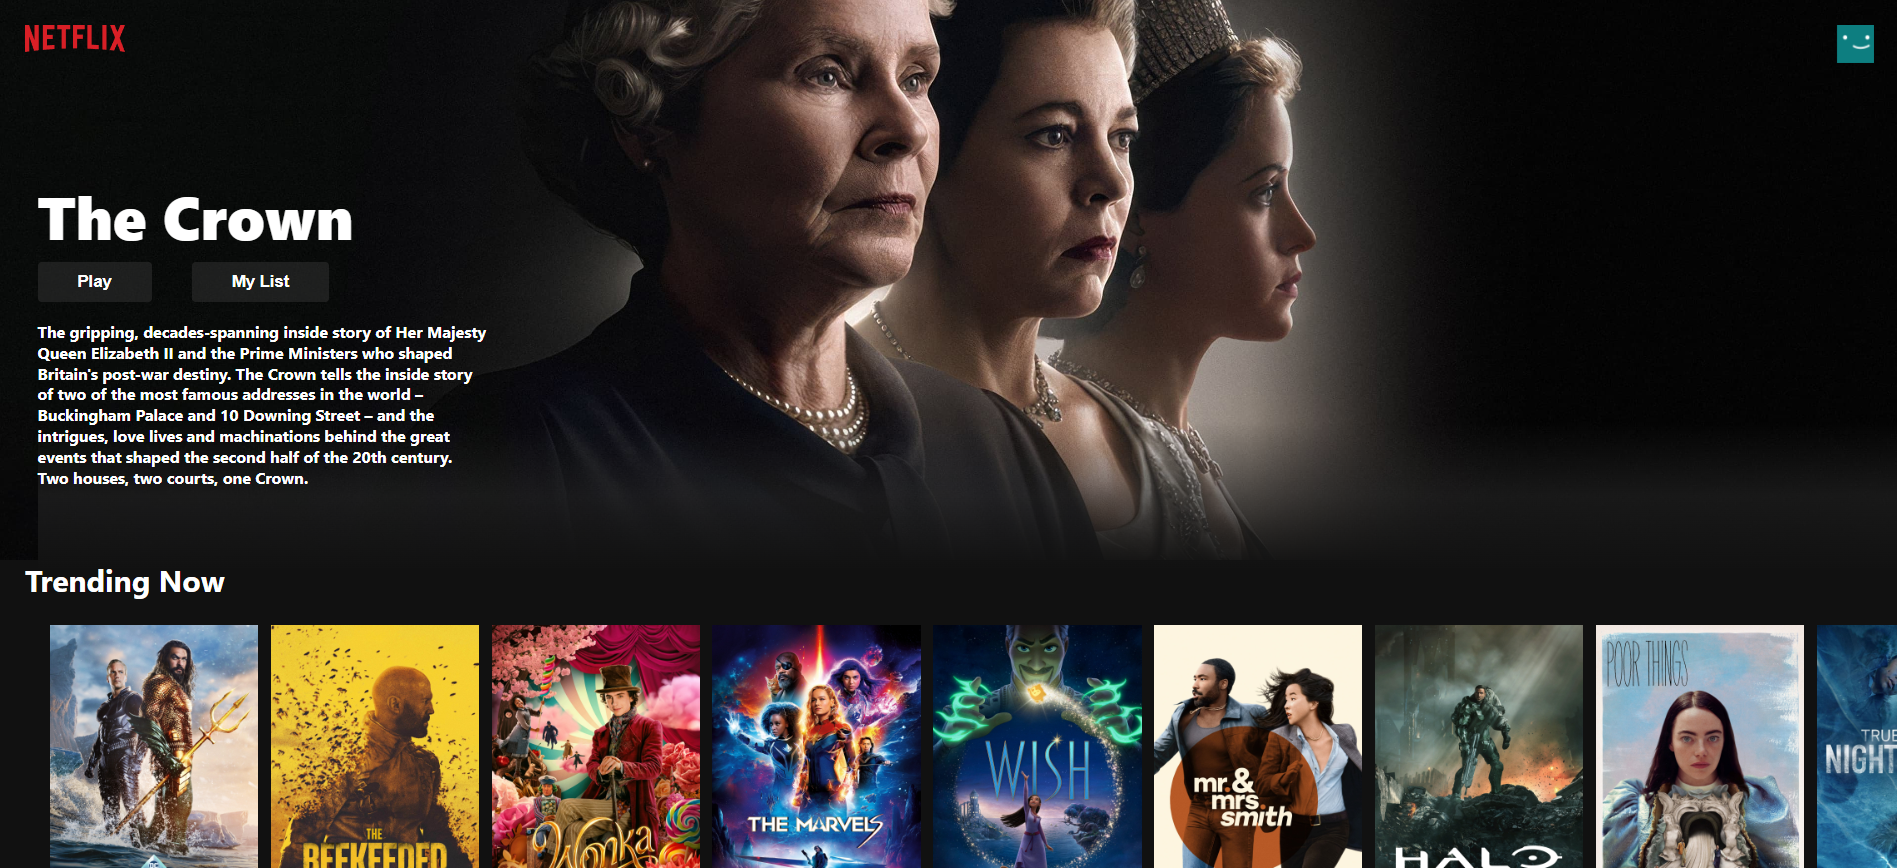 NETFLIX
The Crown
Play
My List
The gripping, decades-spanning inside story of Her Majesty
Queen Elizabeth II and the Prime Ministers who shaped
Britain's post-war destiny. The Crown tells the inside story
of two of the most famous addresses in the world –
Buckingham Palace and 10 Downing Street – and the
intrigues, love lives and machinations behind the great
events that shaped the second half of the 20th century.
Two houses, two courts, one Crown.
Trending Now
POOR THINGS
TRUE
NIGHT
WISH
mr.&
mrs.
smith
THE MARVELS
THE
BEEKEEPER
Wonka
HALO
DC